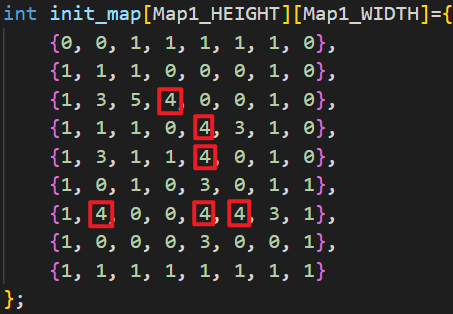 int init_map[Map1_HEIGHT][Map1_WIDTH]={
{0, 0, 1, 1, 1, 1, 1, 0},
{1, 1, 1, 0, 0, 0, 1, 0},
{1, 3, 5, 4, 0, 0, 1, 0},
{1, 1, 1, 0, 4, 3, 1, 0},
{1, 3, 1, 1, 4, 0, 1, 0},
{1, 0, 1, 0, 3, 0, 1, 1},
{1, 4, 0, 0, 4, 4, 3, 1},
{1, 0, 0, 0, 3, 0, 0, 1},
{1, 1, 1, 1, 1, 1, 1, 1}
};